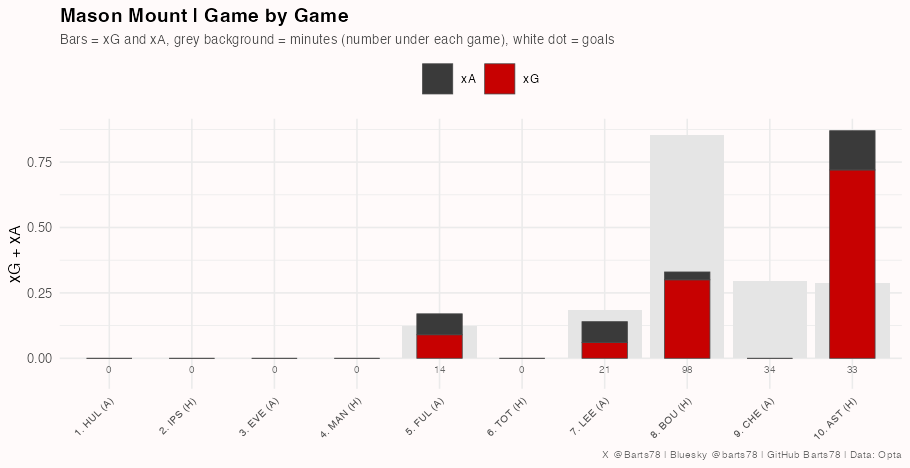 Mason Mount | Game by Game
Bars = xG and xA, grey background = minutes (number under each game), white dot = goals
xA xG
xG + xA
0.75
0.50
0.25
0.00
0 0 0 0 14 0 21 98 34 33
1. HUL (A)
2. IPS (H)
3. EVE (A)
4. MAN (H)
5. FUL (A)
6. TOT (H)
7. LEE (A)
8. BOU (H)
9. CHE (A)
10. AST (H)
X @Barts78 | Bluesky @barts78 | GitHub Barts78 | Data: Opta